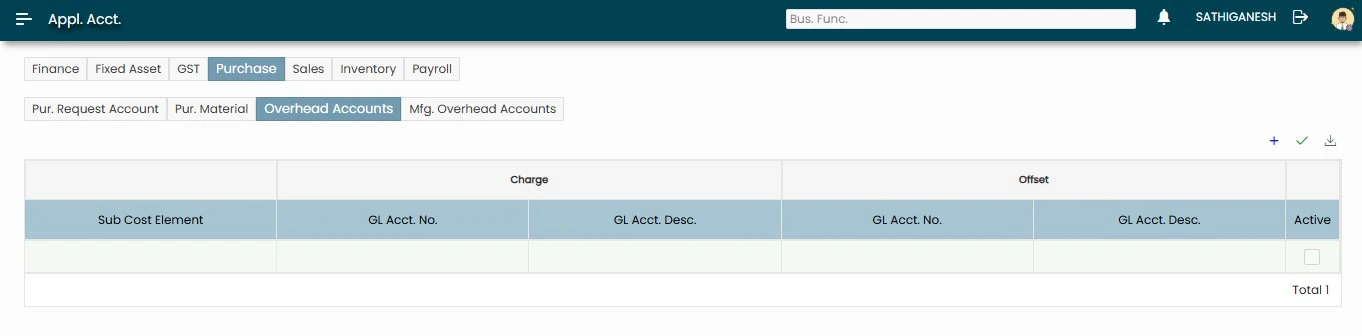 Appl. Acct.
Bus. Func.
SATHIGANESH
Finance Fixed Asset GST Purchase Sales Inventory Payroll
Pur. Request Account Pur. Material Overhead Accounts Mfg. Overhead Accounts
Charge Offset
Sub Cost Element GL Acct. No. GL Acct. Desc. GL Acct. No. GL Acct. Desc. Active
Total 1